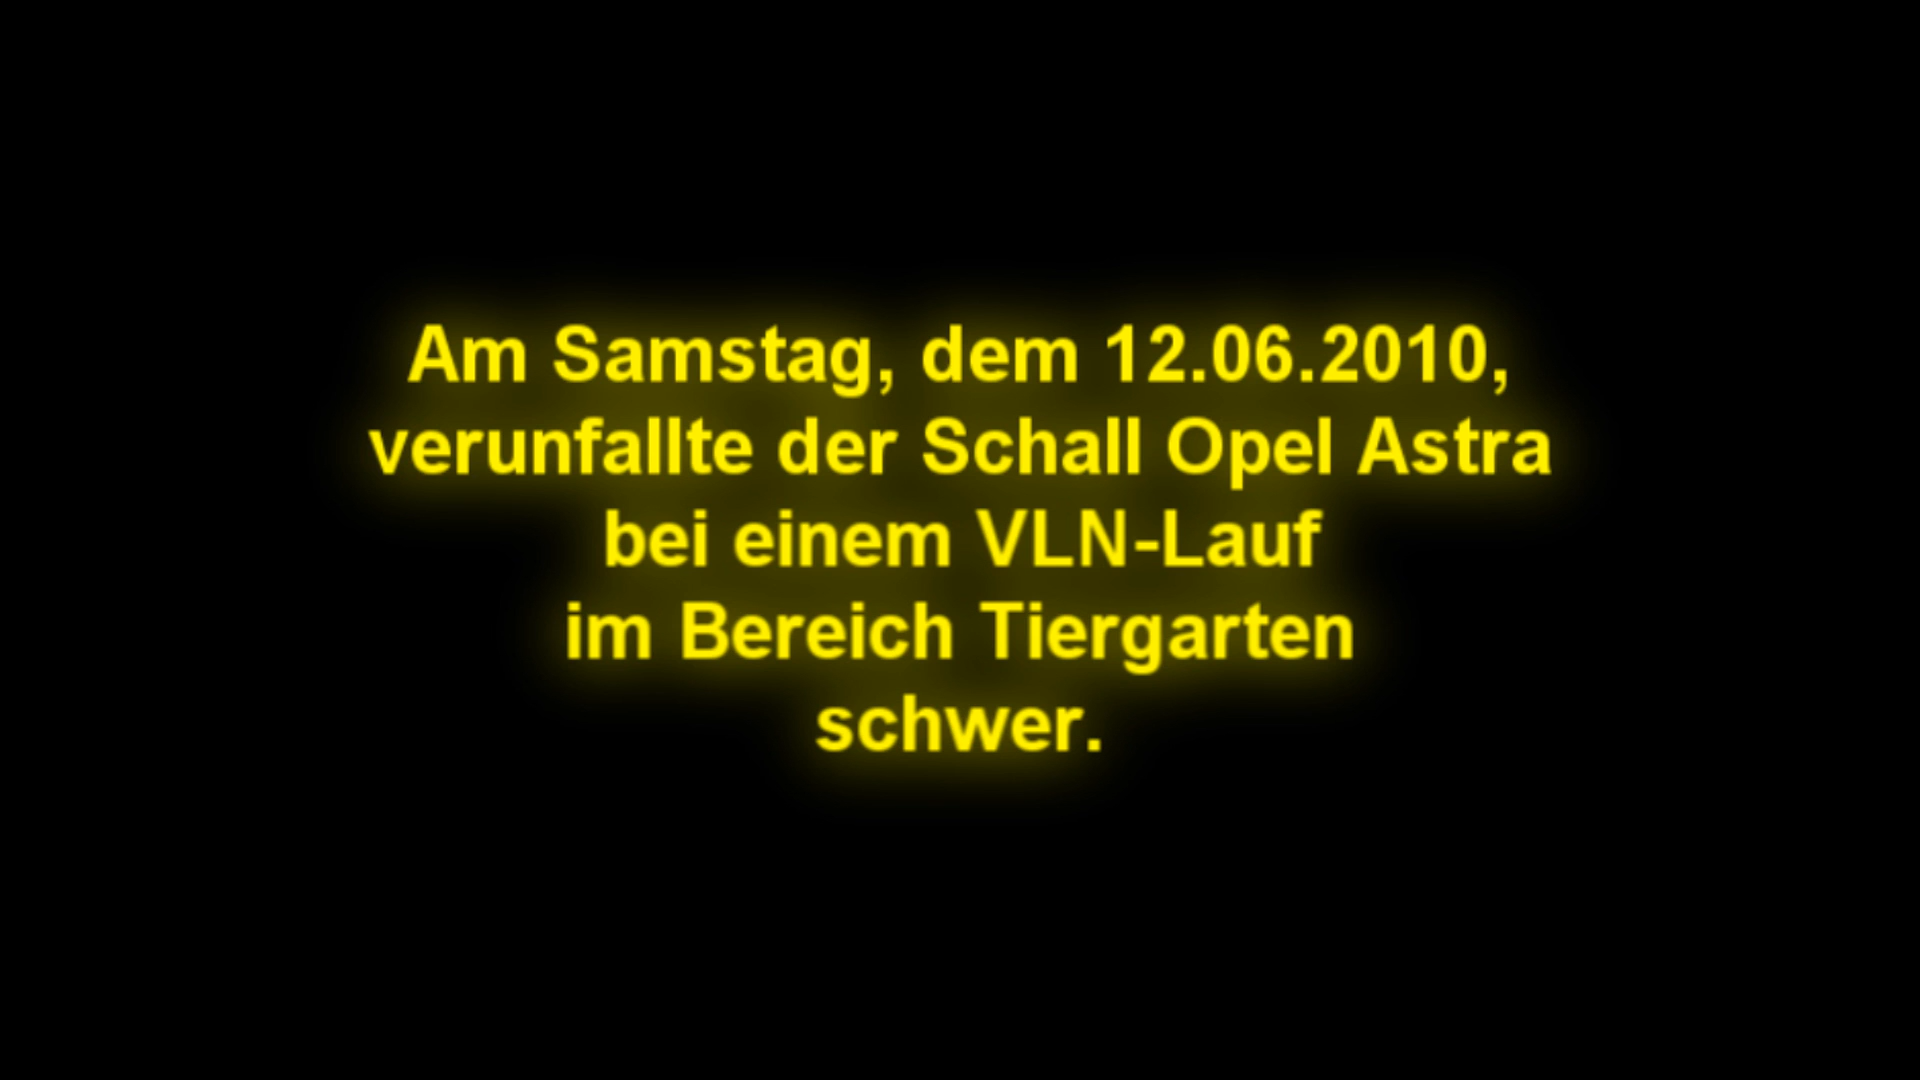 Am Samstag, dem 12.06.2010,
verunfallte der Schall Opel Astra
bei einem VLN-Lauf
im Bereich Tiergarten
schwer.